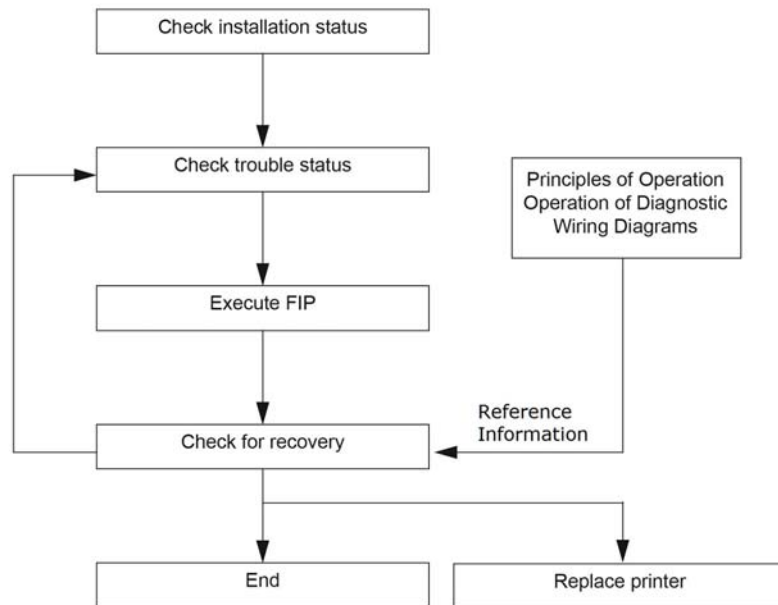 Check installation status
Check trouble status
Principles of Operation
Operation of Diagnostic
Wiring Diagrams
Execute FIP
Reference
Information
Check for recovery
End
Replace printer